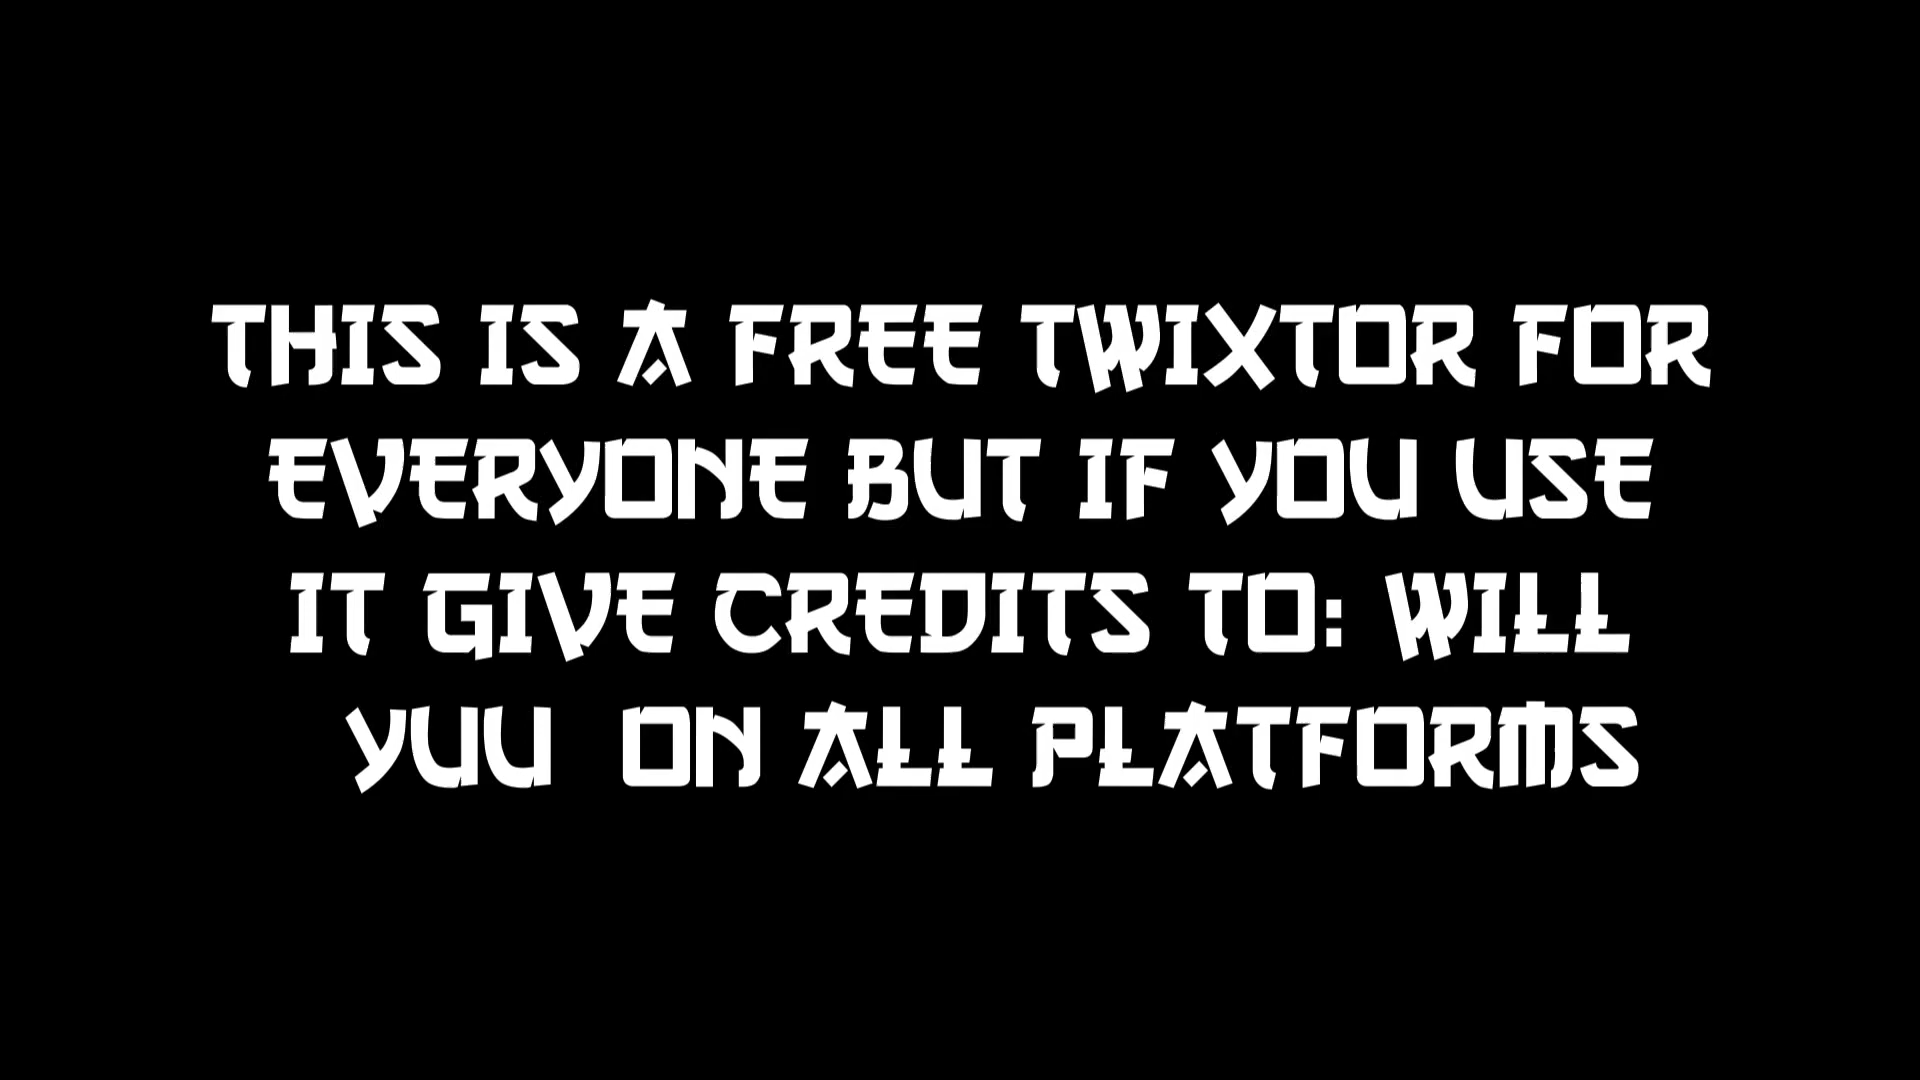 THIS IS A FREE TWIXTOR FOR
EVERYONE BUT IF YOU USE
IT GIVE CREDITS TO: WILL
YUU  ON ALL PLATFORMS